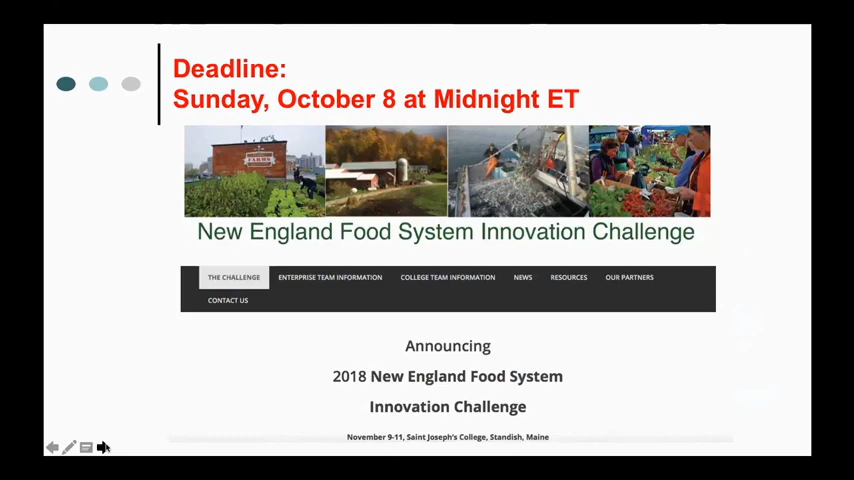 Deadline:
Sunday, October 8 at Midnight ET
FARMS
New England Food System Innovation Challenge
THE CHALLENGE
ENTERPRISE TEAM INFORMATION
COLLEGE TEAM INFORMATION
NEWS
RESOURCES
OUR PARTNERS
CONTACT US
Announcing
2018 New England Food System
Innovation Challenge
November 9-11, Saint Joseph's College, Standish, Maine